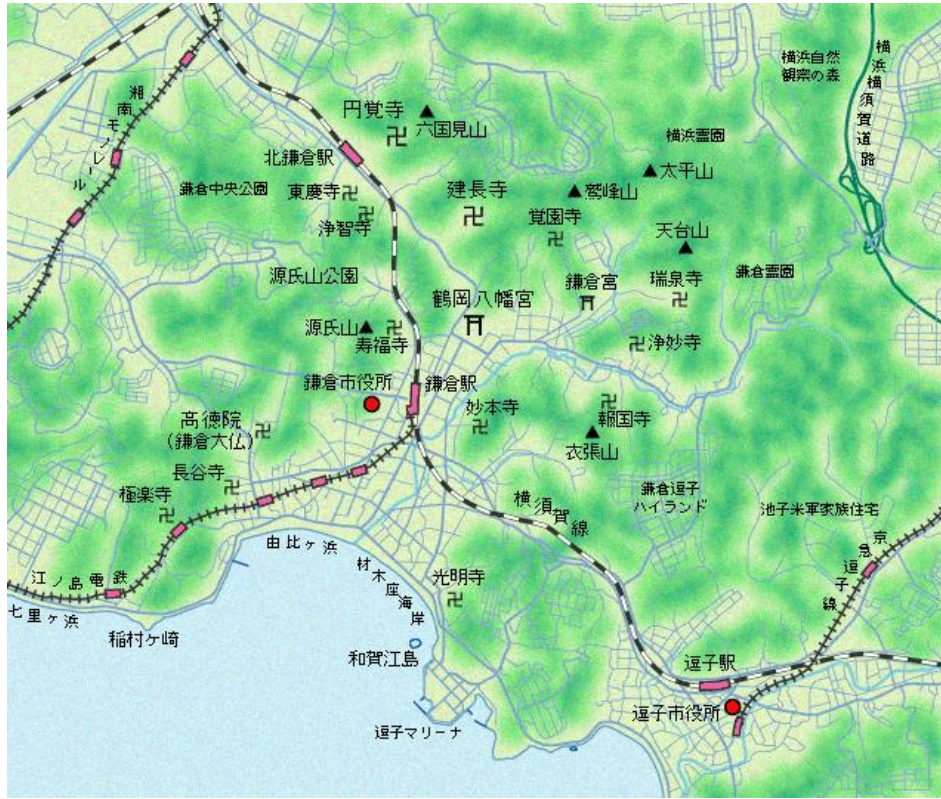 横浜自然
観察の森
横浜横須賀道路
湘南モノレール
円覚寺
六国見山
横浜霊園
北鎌倉駅
太平山
鎌倉中央公園
東慶寺
建長寺
鷲峰山
浄智寺
覚園寺
天台山
源氏山公園
鎌倉宮
瑞泉寺
鎌倉霊園
鶴岡八幡宮
源氏山
寿福寺
浄妙寺
鎌倉市役所
鎌倉駅
高徳院
(鎌倉大仏)
妙本寺
報国寺
衣張山
長谷寺
極楽寺
横須賀線
鎌倉逗子
ハイランド
池子米軍家族住宅
由比ヶ浜
京急逗子線
材木座海岸
光明寺
江ノ島電鉄
七里ヶ浜
稲村ヶ崎
和賀江島
逗子駅
逗子市役所
逗子マリーナ